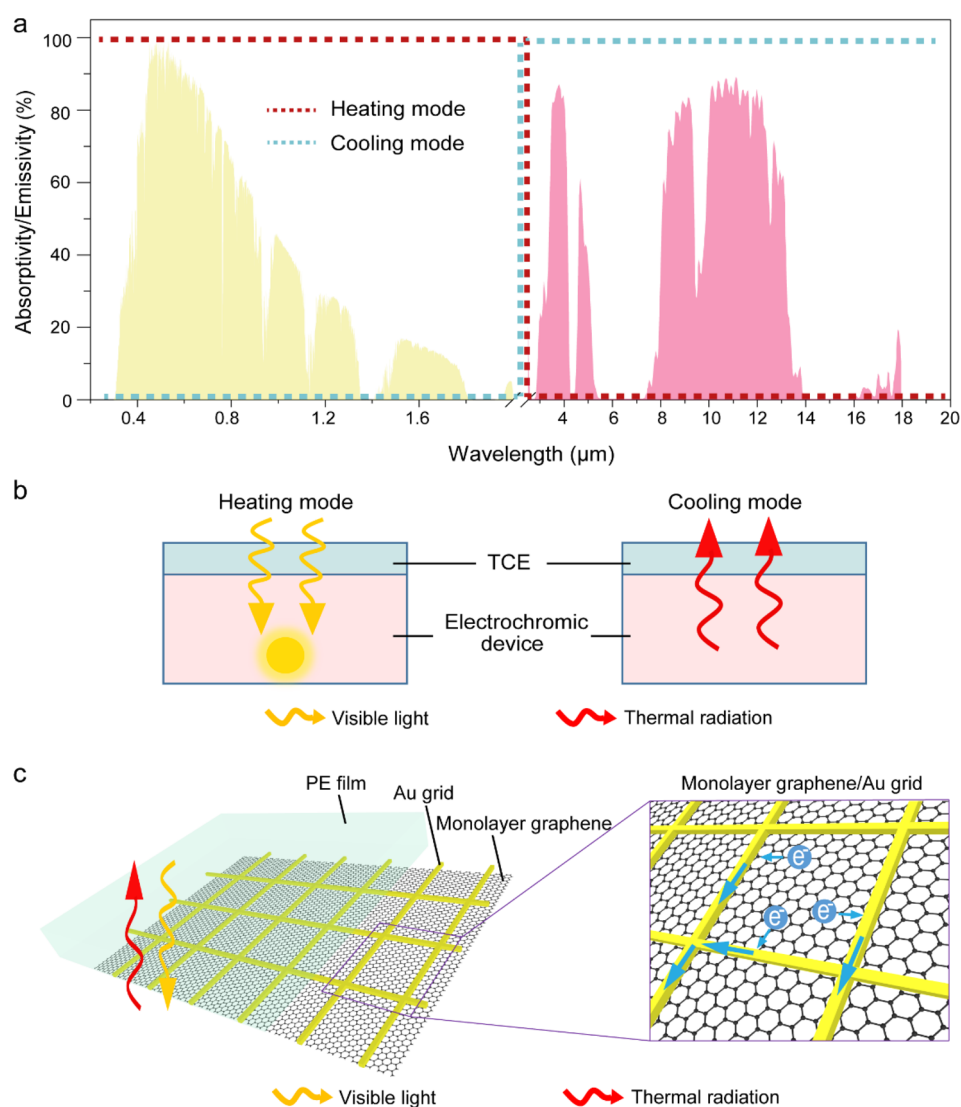 a
100
80
60
40
20
0
Absorptivity/Emissivity (%)
Heating mode
Cooling mode
0.4 0.8 1.2 1.6 4 6 8 10 12 14 16 18 20
Wavelength (μm)
b
Heating mode Cooling mode
TCE
Electrochromic
device
Visible light Thermal radiation
c
PE film
Au grid
Monolayer graphene
Monolayer graphene/Au grid
e⁻
e⁻
e⁻
Visible light Thermal radiation